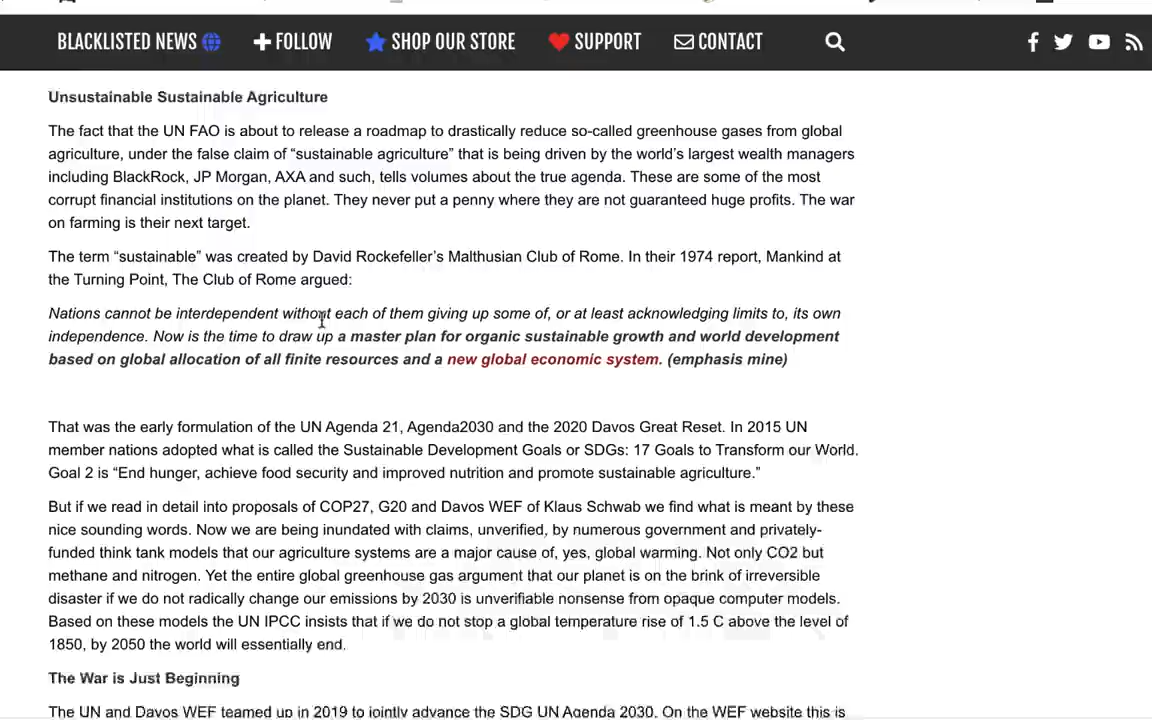 BLACKLISTED NEWS FOLLOW SHOP OUR STORE SUPPORT CONTACT
Unsustainable Sustainable Agriculture
The fact that the UN FAO is about to release a roadmap to drastically reduce so-called greenhouse gases from global
agriculture, under the false claim of “sustainable agriculture” that is being driven by the world’s largest wealth managers
including BlackRock, JP Morgan, AXA and such, tells volumes about the true agenda. These are some of the most
corrupt financial institutions on the planet. They never put a penny where they are not guaranteed huge profits. The war
on farming is their next target.
The term “sustainable” was created by David Rockefeller’s Malthusian Club of Rome. In their 1974 report, Mankind at
the Turning Point, The Club of Rome argued:
Nations cannot be interdependent without each of them giving up some of, or at least acknowledging limits to, its own
independence. Now is the time to draw up a master plan for organic sustainable growth and world development
based on global allocation of all finite resources and a new global economic system. (emphasis mine)
That was the early formulation of the UN Agenda 21, Agenda2030 and the 2020 Davos Great Reset. In 2015 UN
member nations adopted what is called the Sustainable Development Goals or SDGs: 17 Goals to Transform our World.
Goal 2 is “End hunger, achieve food security and improved nutrition and promote sustainable agriculture.”
But if we read in detail into proposals of COP27, G20 and Davos WEF of Klaus Schwab we find what is meant by these
nice sounding words. Now we are being inundated with claims, unverified, by numerous government and privately-
funded think tank models that our agriculture systems are a major cause of, yes, global warming. Not only CO2 but
methane and nitrogen. Yet the entire global greenhouse gas argument that our planet is on the brink of irreversible
disaster if we do not radically change our emissions by 2030 is unverifiable nonsense from opaque computer models.
Based on these models the UN IPCC insists that if we do not stop a global temperature rise of 1.5 C above the level of
1850, by 2050 the world will essentially end.
The War is Just Beginning
The UN and Davos WEF teamed up in 2019 to jointly advance the SDG UN Agenda 2030. On the WEF website this is